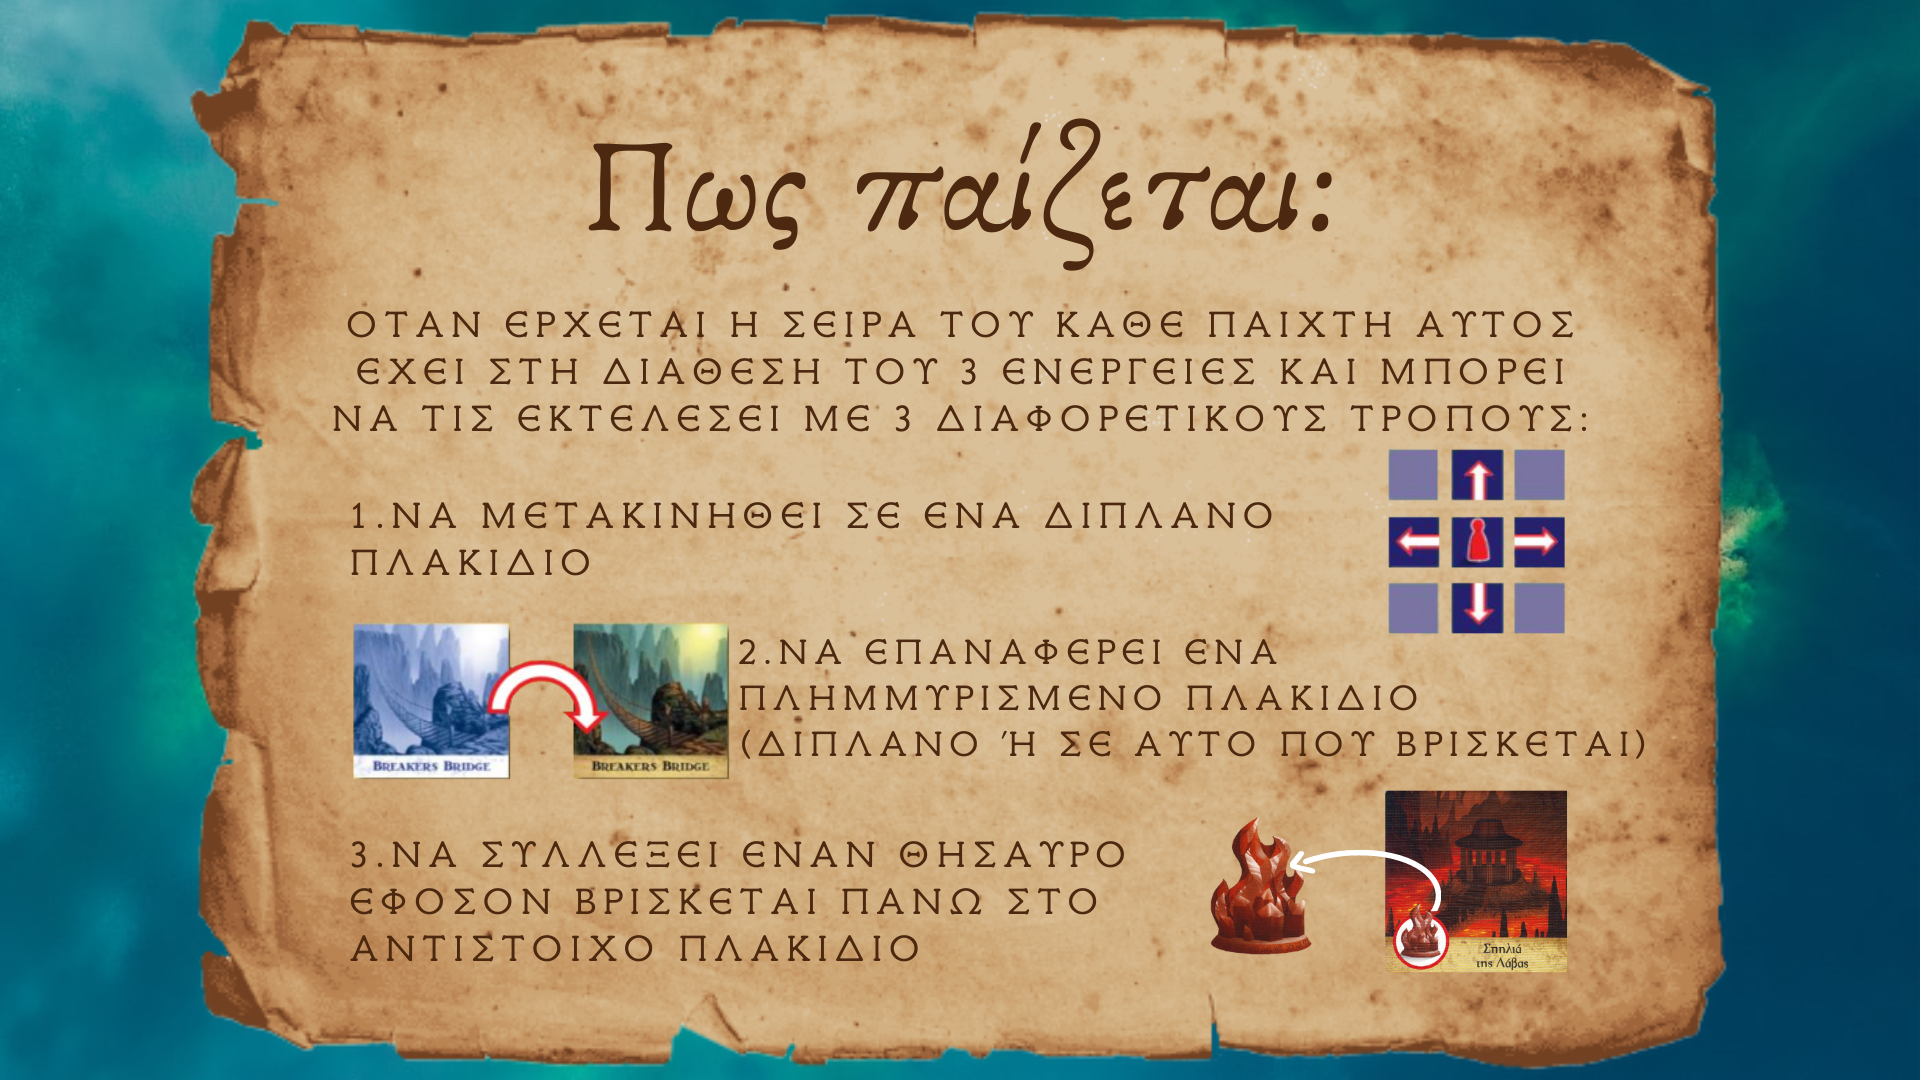 Πως παίζεται:
ΟΤΑΝ ΕΡΧΕΤΑΙ Η ΣΕΙΡΑ ΤΟΥ ΚΑΘΕ ΠΑΙΧΤΗ ΑΥΤΟΣ
ΕΧΕΙ ΣΤΗ ΔΙΑΘΕΣΗ ΤΟΥ 3 ΕΝΕΡΓΕΙΕΣ ΚΑΙ ΜΠΟΡΕΙ
ΝΑ ΤΙΣ ΕΚΤΕΛΕΣΕΙ ΜΕ 3 ΔΙΑΦΟΡΕΤΙΚΟΥΣ ΤΡΟΠΟΥΣ:
1.ΝΑ ΜΕΤΑΚΙΝΗΘΕΙ ΣΕ ΕΝΑ ΔΙΠΛΑΝΟ
ΠΛΑΚΙΔΙΟ
BREAKERS BRIDGE
BREAKERS BRIDGE
2.ΝΑ ΕΠΑΝΑΦΕΡΕΙ ΕΝΑ
ΠΛΗΜΜΥΡΙΣΜΕΝΟ ΠΛΑΚΙΔΙΟ
(ΔΙΠΛΑΝΟ Ή ΣΕ ΑΥΤΟ ΠΟΥ ΒΡΙΣΚΕΤΑΙ)
3.ΝΑ ΣΥΛΛΕΞΕΙ ΕΝΑΝ ΘΗΣΑΥΡΟ
ΕΦΟΣΟΝ ΒΡΙΣΚΕΤΑΙ ΠΑΝΩ ΣΤΟ
ΑΝΤΙΣΤΟΙΧΟ ΠΛΑΚΙΔΙΟ
Σπηλιά
της Λάβας